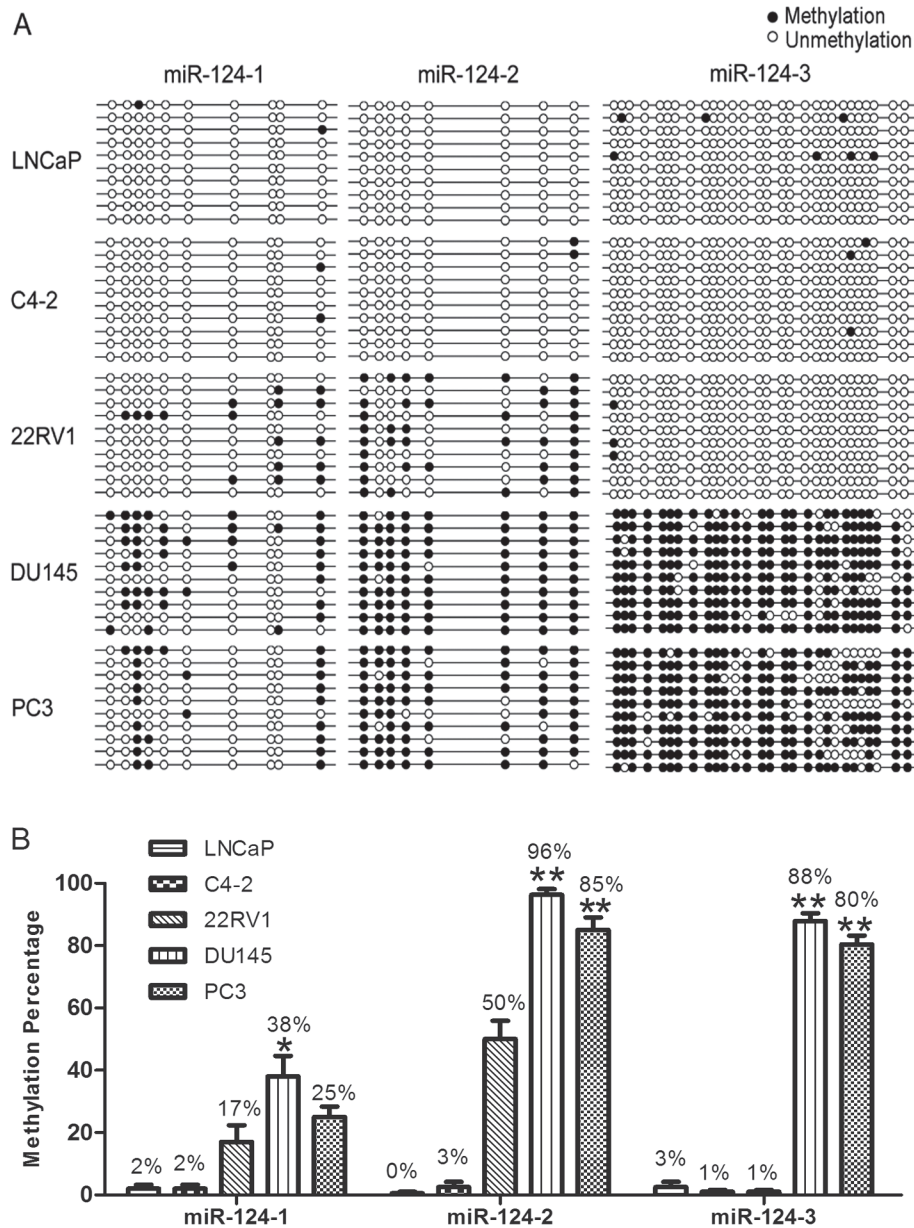 A
● Methylation
○ Unmethylation
miR-124-1 miR-124-2 miR-124-3
LNCaP
C4-2
22RV1
DU145
PC3
B
LNCaP
C4-2
22RV1
DU145
PC3
Methylation Percentage
100
80
60
40
20
0
2% 2% 17% 38% * 25%
0% 3% 50% 96% ** 85% **
3% 1% 1% 88% ** 80% **
miR-124-1 miR-124-2 miR-124-3